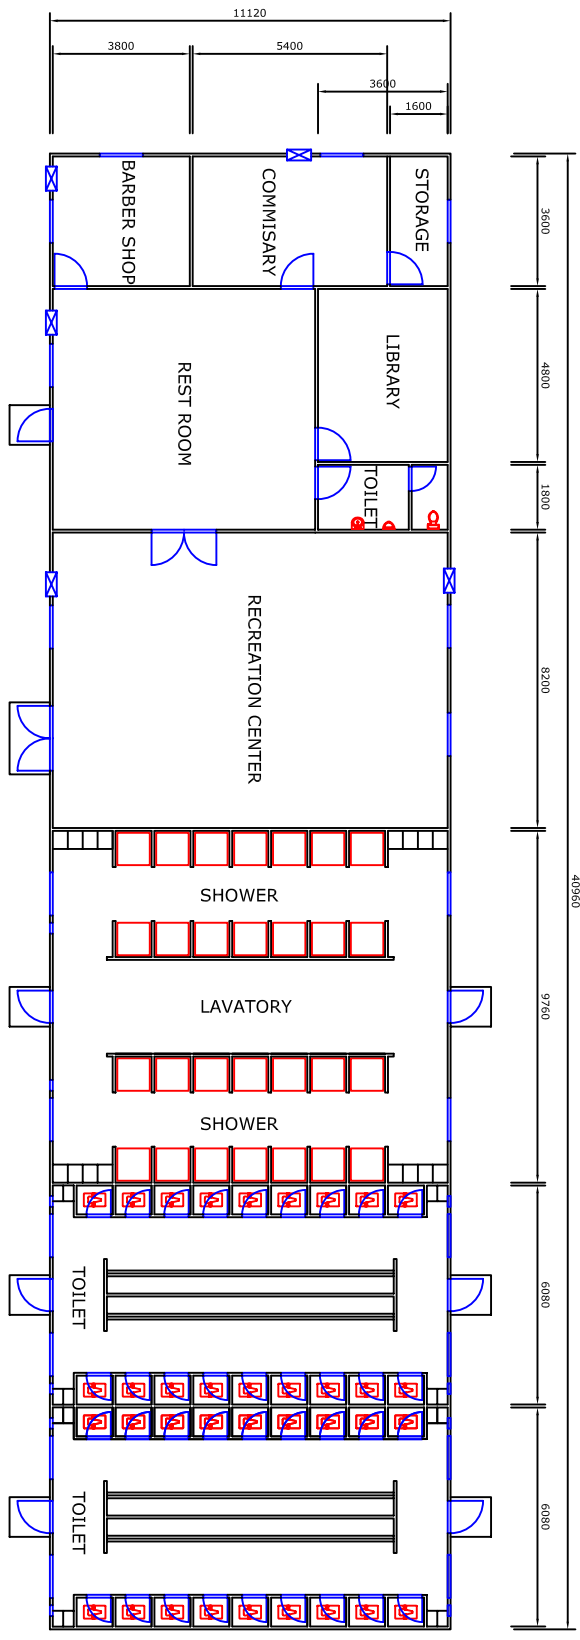 11120
3800
5400
3600
1600
BARBER SHOP
COMMISARY
STORAGE
3600
REST ROOM
LIBRARY
4800
TOILET
1800
RECREATION CENTER
8200
40960
SHOWER
LAVATORY
9760
SHOWER
TOILET
6080
TOILET
6080